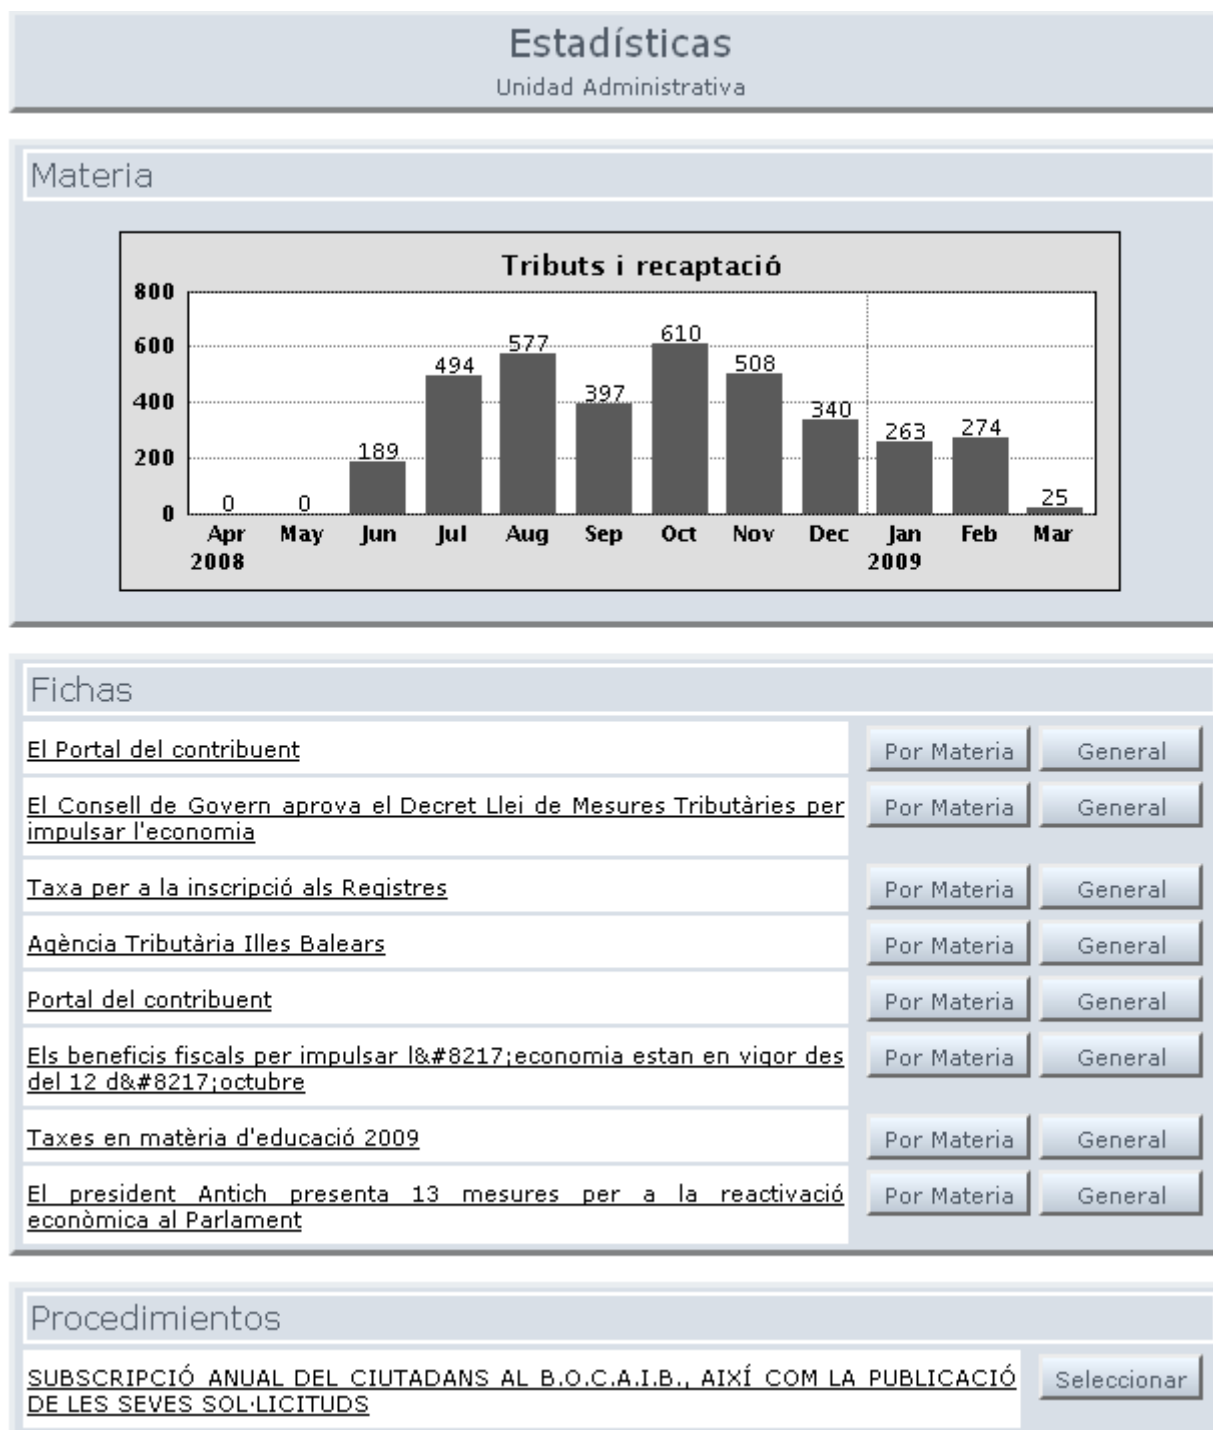 Estadísticas
Unidad Administrativa
Materia
Tributs i recaptació
800
600
400
200
0
0
0
189
494
577
397
610
508
340
263
274
25
Apr May Jun Jul Aug Sep Oct Nov Dec Jan Feb Mar
2008 2009
Fichas
El Portal del contribuent Por Materia General
El Consell de Govern aprova el Decret Llei de Mesures Tributàries per Por Materia General
impulsar l'economia
Taxa per a la inscripció als Registres Por Materia General
Agència Tributària Illes Balears Por Materia General
Portal del contribuent Por Materia General
Els beneficis fiscals per impulsar l&#8217;economia estan en vigor des Por Materia General
del 12 d&#8217;octubre
Taxes en matèria d'educació 2009 Por Materia General
El president Antich presenta 13 mesures per a la reactivació Por Materia General
econòmica al Parlament
Procedimientos
SUBSCRIPCIÓ ANUAL DEL CIUTADANS AL B.O.C.A.I.B., AIXÍ COM LA PUBLICACIÓ Seleccionar
DE LES SEVES SOL·LICITUDS